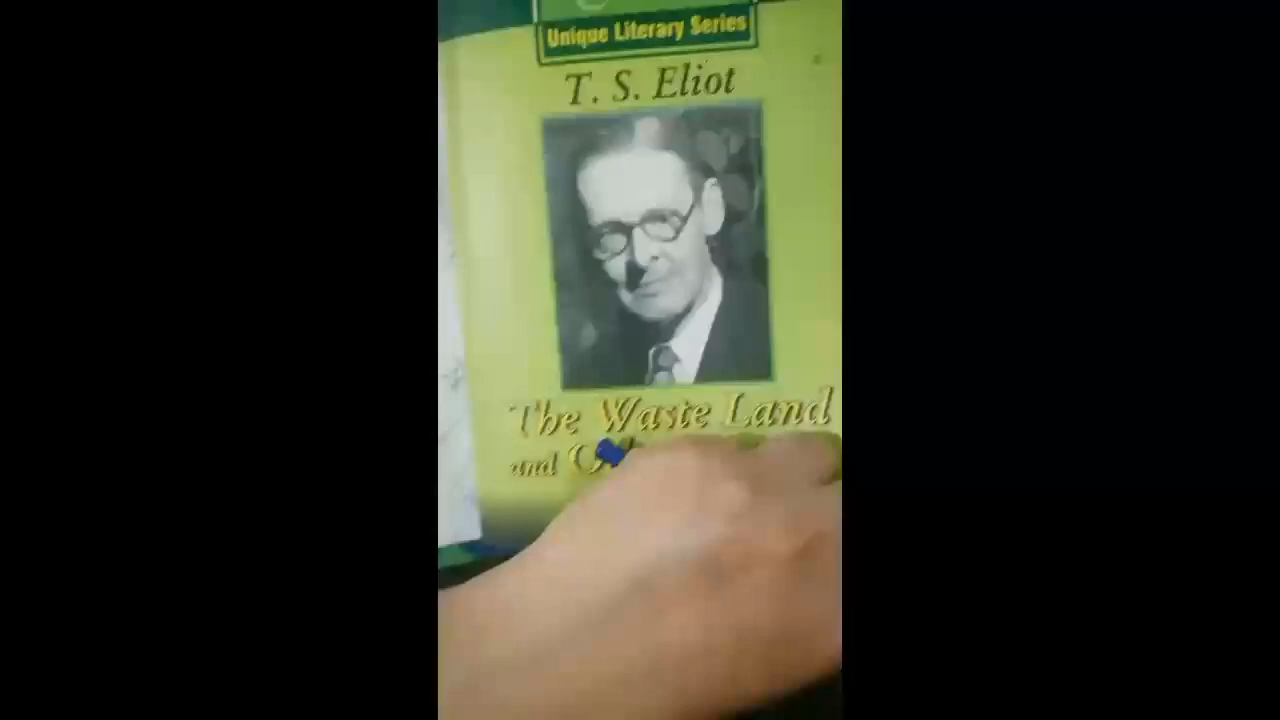 Unique Literary Series
T. S. Eliot
The Waste Land
and